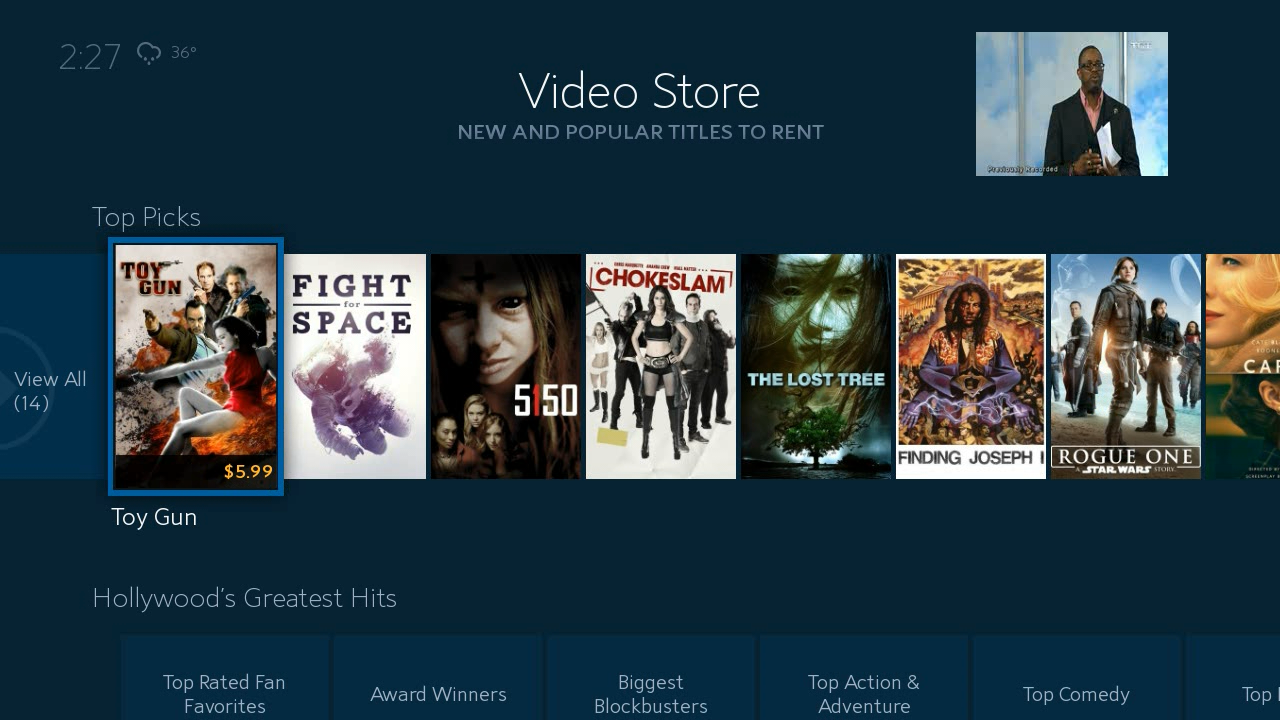 2:27
36°
Video Store
NEW AND POPULAR TITLES TO RENT
Previously Recorded
Top Picks
View All
(14)
TOY
GUN
$5.99
FIGHT
for
SPACE
5150
CHOKESLAM
THE LOST TREE
FINDING JOSEPH I
ROGUE ONE
A STAR WARS STORY
Toy Gun
Hollywood's Greatest Hits
Top Rated Fan
Favorites
Award Winners
Biggest
Blockbusters
Top Action &
Adventure
Top Comedy
Top